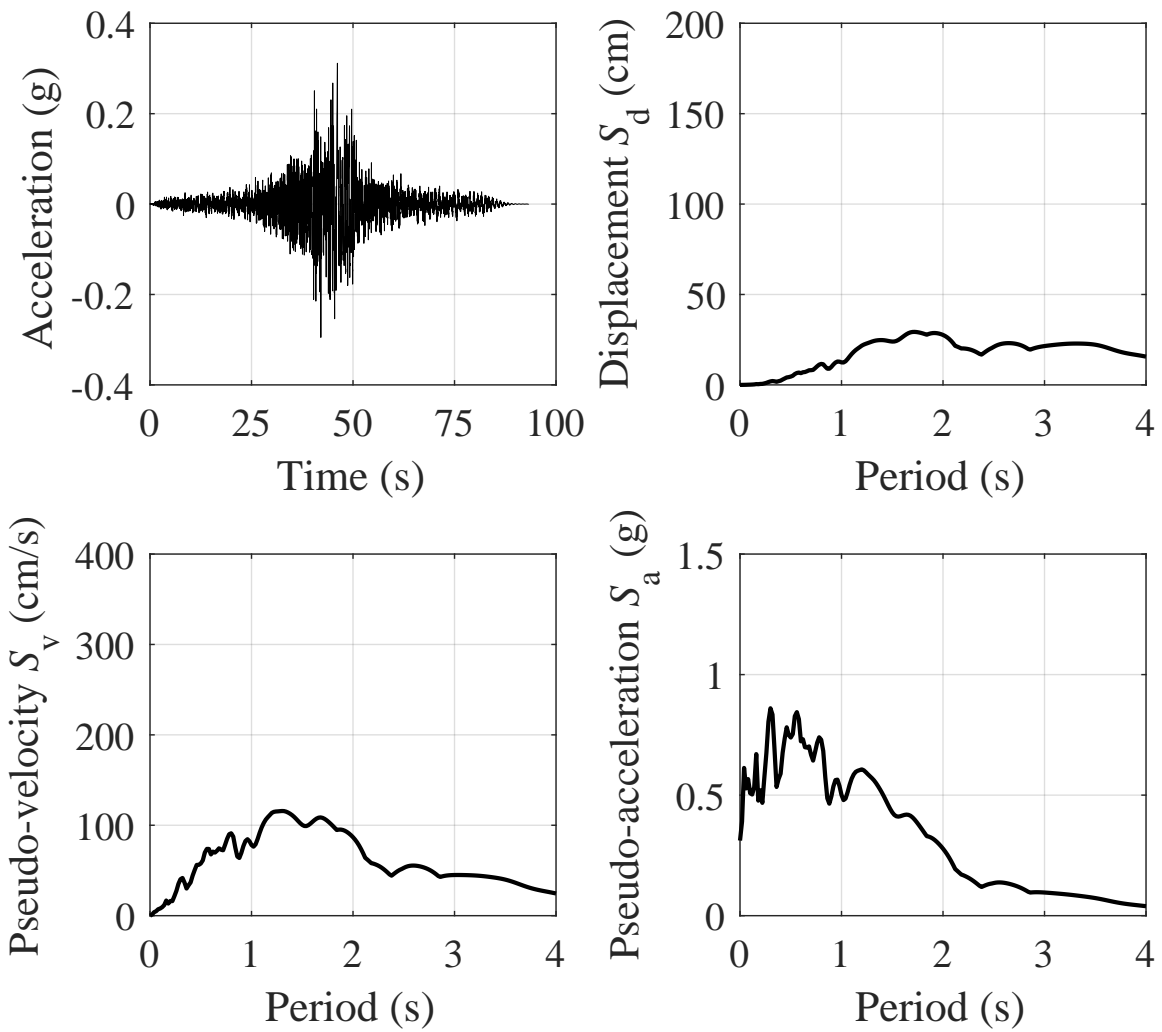 Acceleration (g)
0.4
0.2
0
-0.2
-0.4
0 25 50 75 100
Time (s)
Displacement Sd (cm)
200
150
100
50
0
0 1 2 3 4
Period (s)
Pseudo-velocity Sv (cm/s)
400
300
200
100
0
0 1 2 3 4
Period (s)
Pseudo-acceleration Sa (g)
1.5
1
0.5
0
0 1 2 3 4
Period (s)